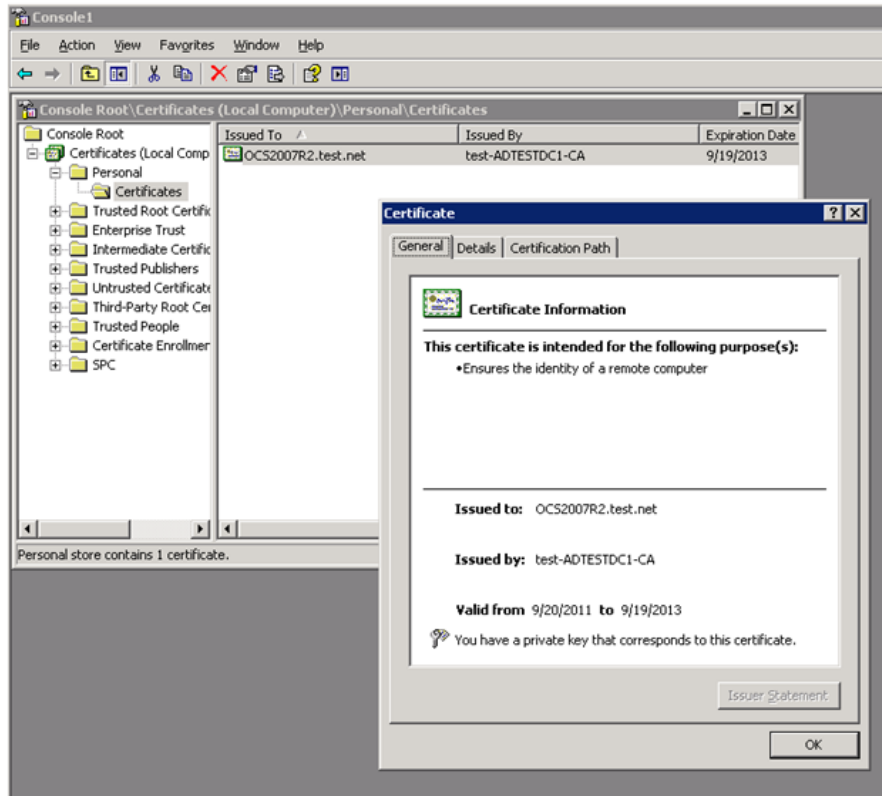 Console1
File Action View Favorites Window Help
Console Root\Certificates (Local Computer)\Personal\Certificates
Console Root
Certificates (Local Comp
Personal
Certificates
Trusted Root Certific
Enterprise Trust
Intermediate Certific
Trusted Publishers
Untrusted Certificate
Third-Party Root Cer
Trusted People
Certificate Enrollmer
SPC
Issued To Issued By Expiration Date
OCS2007R2.test.net test-ADTESTDC1-CA 9/19/2013
Personal store contains 1 certificate.
Certificate
General Details Certification Path
Certificate Information
This certificate is intended for the following purpose(s):
•Ensures the identity of a remote computer
Issued to: OCS2007R2.test.net
Issued by: test-ADTESTDC1-CA
Valid from 9/20/2011 to 9/19/2013
You have a private key that corresponds to this certificate.
Issuer Statement
OK